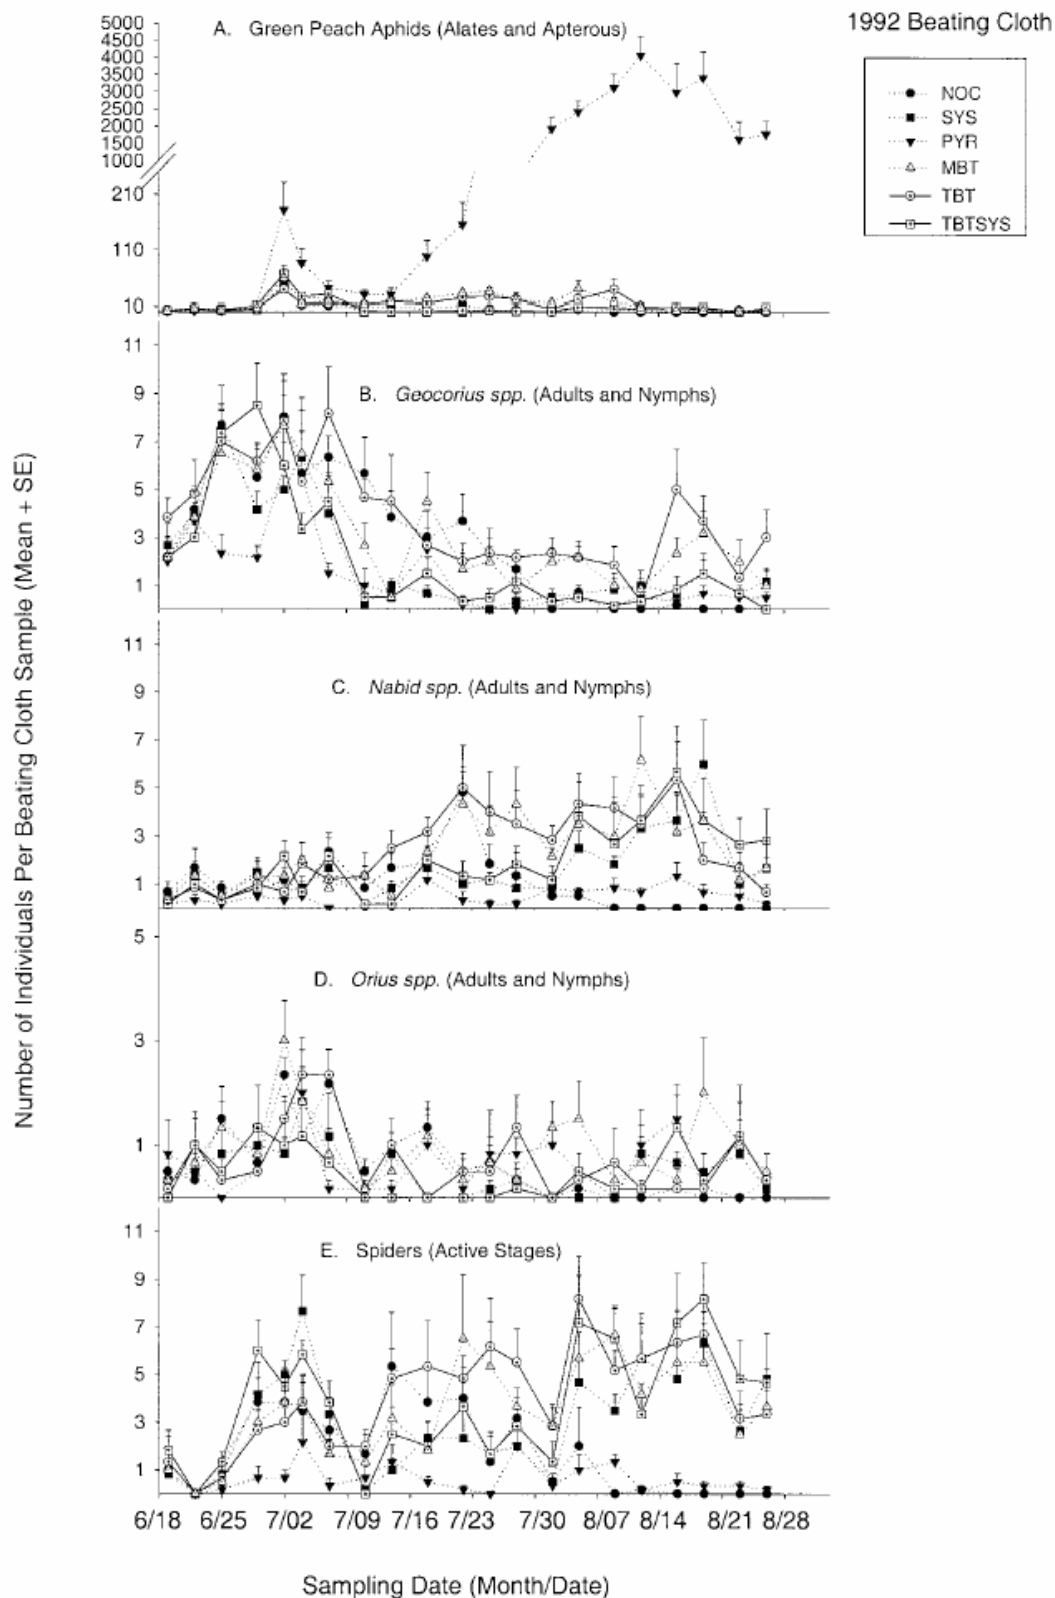 1992 Beating Cloth
NOC
SYS
PYR
MBT
TBT
TBTSYS
Number of Individuals Per Beating Cloth Sample (Mean + SE)
A. Green Peach Aphids (Alates and Apterous)
5000
4500
4000
3500
3000
2500
2000
1500
1000
210
110
10
B. Geocorius spp. (Adults and Nymphs)
11
9
7
5
3
1
C. Nabid spp. (Adults and Nymphs)
11
9
7
5
3
1
D. Orius spp. (Adults and Nymphs)
5
3
1
E. Spiders (Active Stages)
11
9
7
5
3
1
6/18 6/25 7/02 7/09 7/16 7/23 7/30 8/07 8/14 8/21 8/28
Sampling Date (Month/Date)